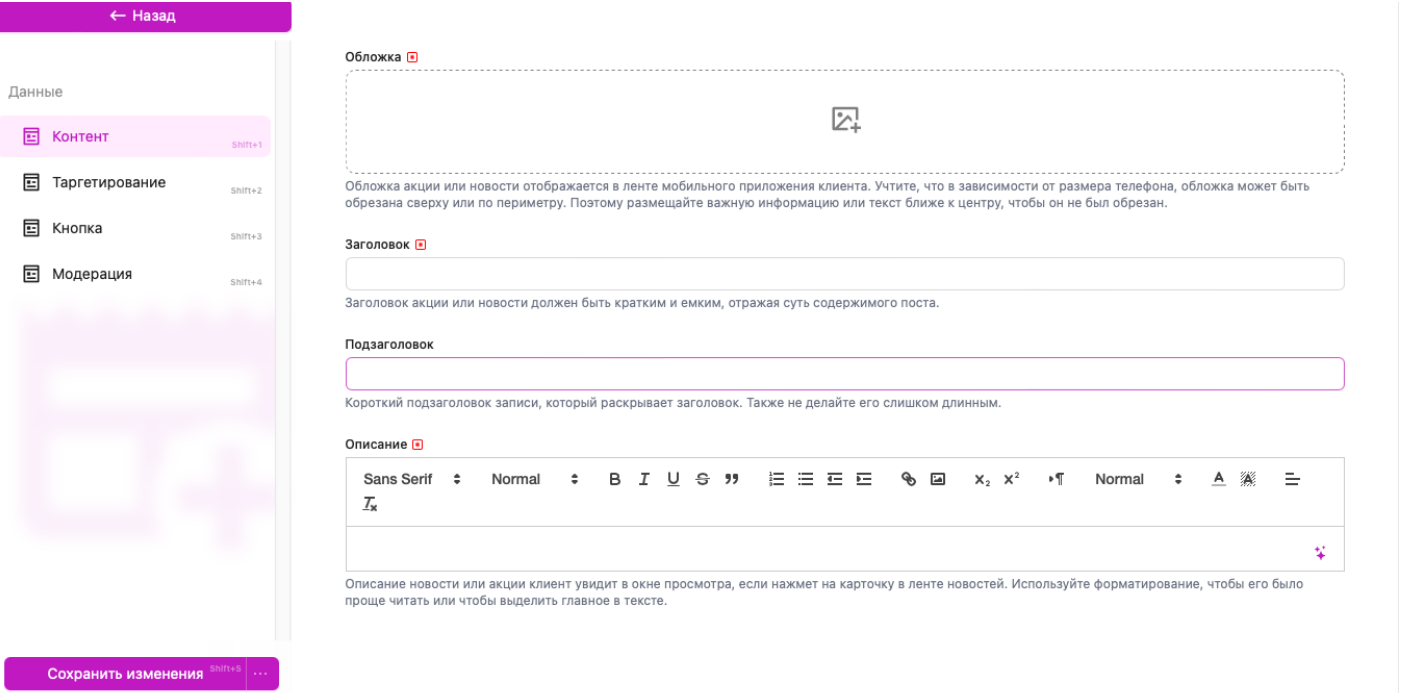 ← Назад
Данные
Контент
Shift+1
Таргетирование
Shift+2
Кнопка
Shift+3
Модерация
Shift+4
Сохранить изменения
Shift+S
...
Обложка
Обложка акции или новости отображается в ленте мобильного приложения клиента. Учтите, что в зависимости от размера телефона, обложка может быть
обрезана сверху или по периметру. Поэтому размещайте важную информацию или текст ближе к центру, чтобы он не был обрезан.
Заголовок
Заголовок акции или новости должен быть кратким и емким, отражая суть содержимого поста.
Подзаголовок
Короткий подзаголовок записи, который раскрывает заголовок. Также не делайте его слишком длинным.
Описание
Sans Serif Normal B I U S ” X₂ X² ¶ Normal A A
Tx
Описание новости или акции клиент увидит в окне просмотра, если нажмет на карточку в ленте новостей. Используйте форматирование, чтобы его было
проще читать или чтобы выделить главное в тексте.